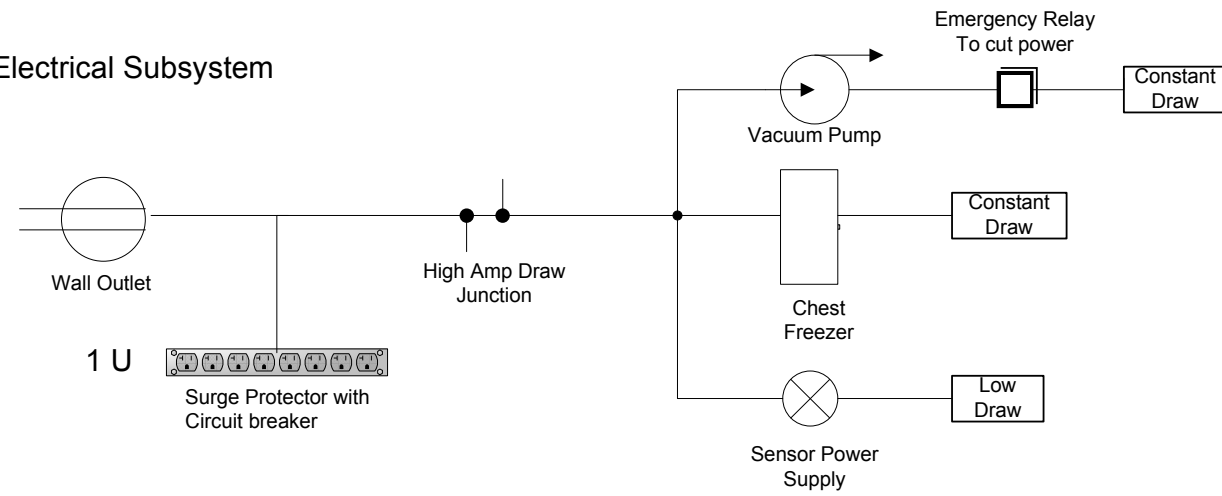 Electrical Subsystem
Emergency Relay
To cut power
Constant
Draw
Vacuum Pump
Constant
Draw
Wall Outlet
High Amp Draw
Junction
Chest
Freezer
1 U
Surge Protector with
Circuit breaker
Low
Draw
Sensor Power
Supply